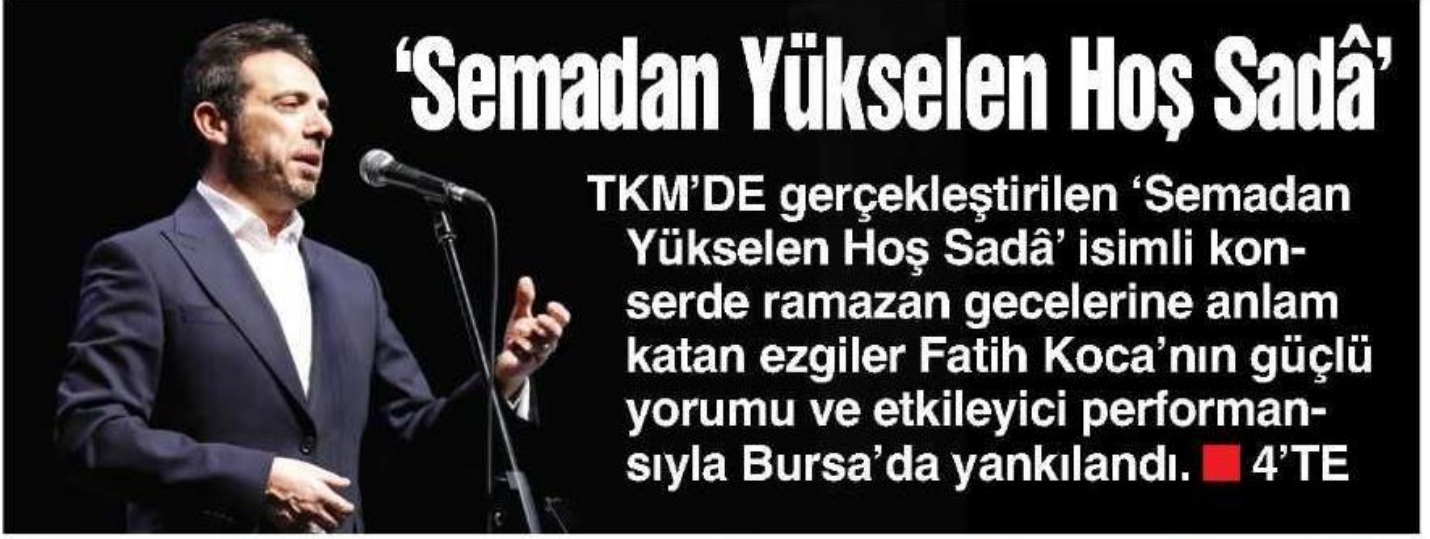 ‘Semadan Yükselen Hoş Sadâ’
TKM’DE gerçekleştirilen ‘Semadan
Yükselen Hoş Sadâ’ isimli kon-
serde ramazan gecelerine anlam
katan ezgiler Fatih Koca’nın güçlü
yorumu ve etkileyici performan-
sıyla Bursa’da yankılandı. ■ 4’TE